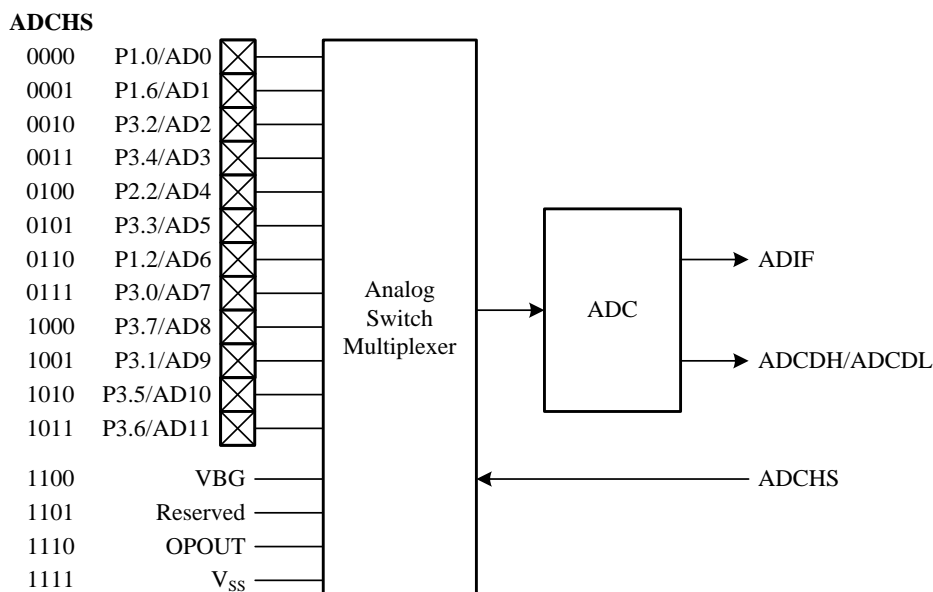 ADCHS
0000 P1.0/AD0
0001 P1.6/AD1
0010 P3.2/AD2
0011 P3.4/AD3
0100 P2.2/AD4
0101 P3.3/AD5
0110 P1.2/AD6
0111 P3.0/AD7
1000 P3.7/AD8
1001 P3.1/AD9
1010 P3.5/AD10
1011 P3.6/AD11
1100 VBG
1101 Reserved
1110 OPOUT
1111 VSS
Analog
Switch
Multiplexer
ADC
ADIF
ADCDH/ADCDL
ADCHS